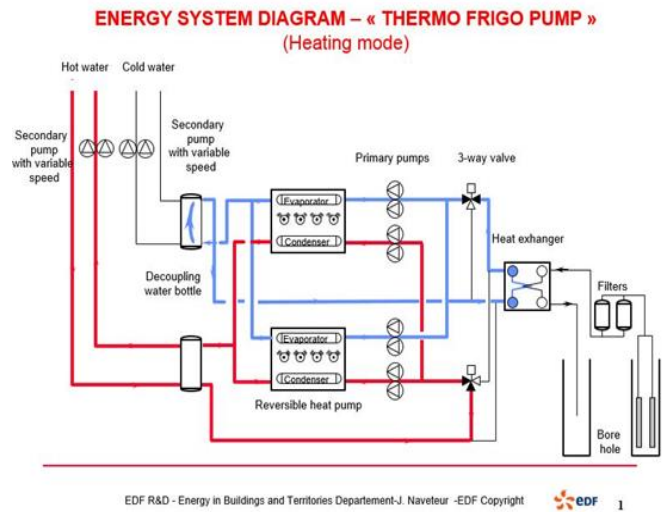 ENERGY SYSTEM DIAGRAM – « THERMO FRIGO PUMP »
(Heating mode)
Hot water
Cold water
Secondary
pump
with variable
speed
Secondary
pump
with variable
speed
Primary pumps
3-way valve
Evaporator
Condenser
Heat exhanger
Filters
Decoupling
water bottle
Evaporator
Condenser
Reversible heat pump
Bore
hole
EDF R&D - Energy in Buildings and Territories Departement-J. Naveteur -EDF Copyright
eDF
1